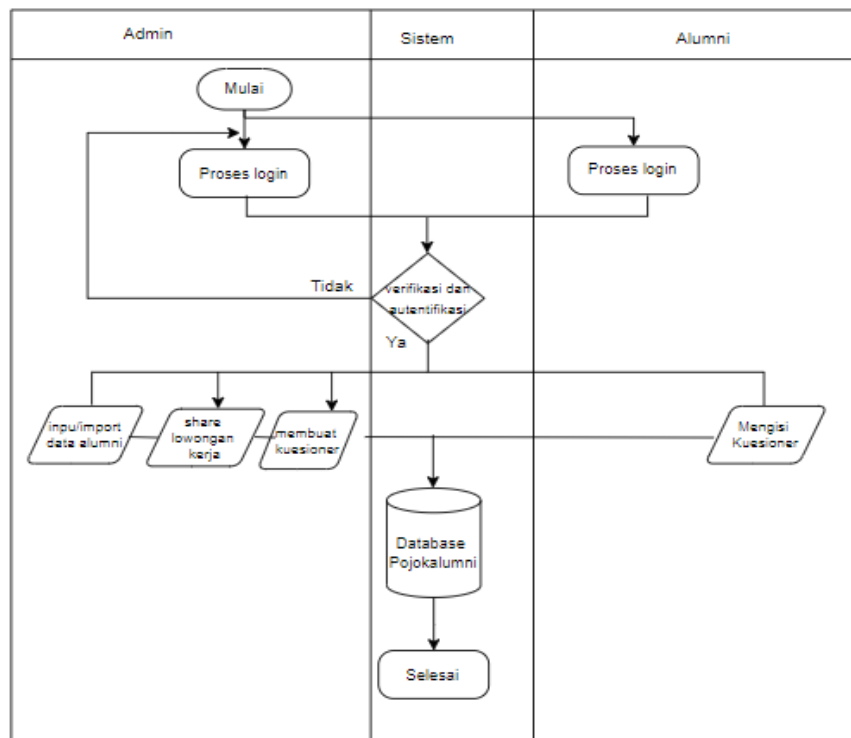 Admin
Sistem
Alumni
Mulai
Proses login
Proses login
Tidak
verifikasi dan
autentifikasi
Ya
inpu/import
data alumni
share
lowongan
kerja
membuat
kuesioner
Mengisi
Kuesioner
Database
Pojokalumni
Selesai